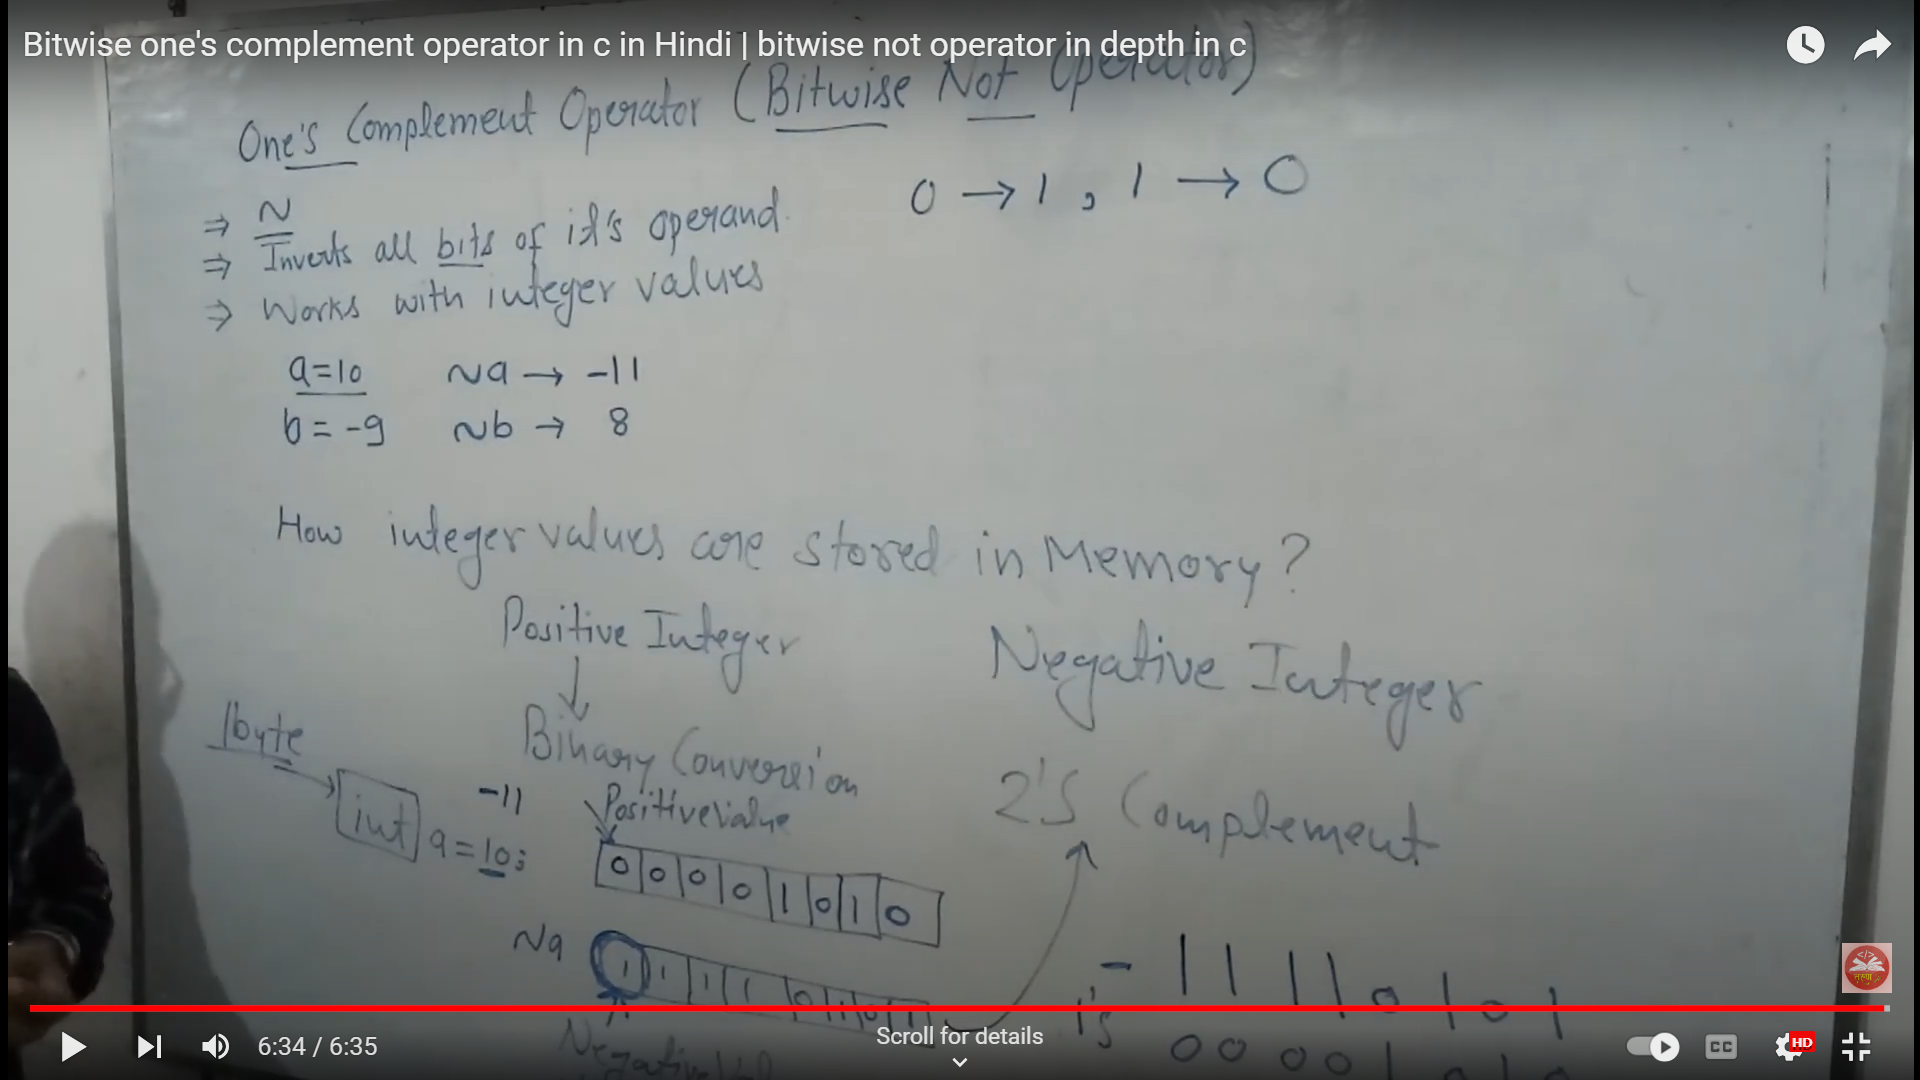 Bitwise one's complement operator in c in Hindi | bitwise not operator in depth in c
One's Complement Operator (Bitwise Not Operator)
⇒ ~
0 → 1 , 1 → 0
⇒ Inverts all bits of it's operand.
⇒ Works with integer values
a=10 ~a → -11
b= -9 ~b → 8
How integer values are stored in Memory?
Positive Integer
Negative Integer
↓
Binary Conversion
2's Complement
1byte
-11
Positive Value
int a = 10;
0 0 0 0 1 0 1 0
~a 1 1 1 1 0 1 0 1
- 1 1 1 1 0 1 0 1
1's 0 0 0 0 1 0 1 0
Negative
6:34 / 6:35
Scroll for details
CC
HD